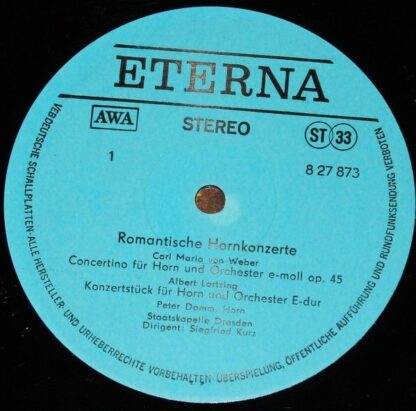 ETERNA
AWA
STEREO
ST 33
1
8 27 873
Romantische Hornkonzerte
Carl Maria von Weber
Concertino für Horn und Orchester e-moll op. 45
Albert Lortzing
Konzertstück für Horn und Orchester E-dur
Peter Damm, Horn
Staatskapelle Dresden
Dirigent: Siegfried Kurz
VEB DEUTSCHE SCHALLPLATTEN · ALLE HERSTELLER- UND URHEBERRECHTE VORBEHALTEN · ÜBERSPIELUNG, ÖFFENTLICHE AUFFÜHRUNG UND RUNDFUNKSENDUNG VERBOTEN